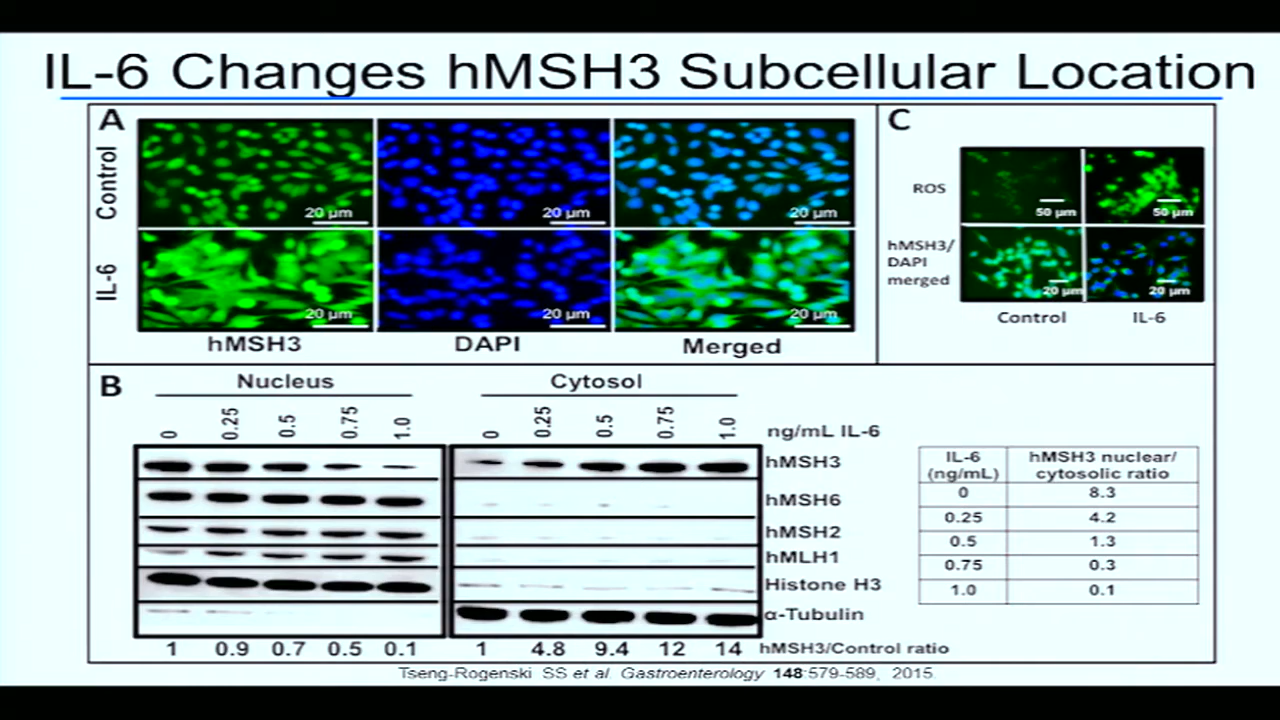 IL-6 Changes hMSH3 Subcellular Location
A
Control
20 µm
20 µm
20 µm
IL-6
20 µm
20 µm
20 µm
hMSH3
DAPI
Merged
C
ROS
50 µm
50 µm
hMSH3/
DAPI
merged
20 µm
20 µm
Control
IL-6
B
Nucleus
Cytosol
0 0.25 0.5 0.75 1.0
0 0.25 0.5 0.75 1.0
ng/mL IL-6
hMSH3
hMSH6
hMSH2
hMLH1
Histone H3
α-Tubulin
1 0.9 0.7 0.5 0.1 1 4.8 9.4 12 14 hMSH3/Control ratio
IL-6 hMSH3 nuclear/
(ng/mL) cytosolic ratio
0 8.3
0.25 4.2
0.5 1.3
0.75 0.3
1.0 0.1
Tseng-Rogenski SS et al. Gastroenterology 148:579-589, 2015.